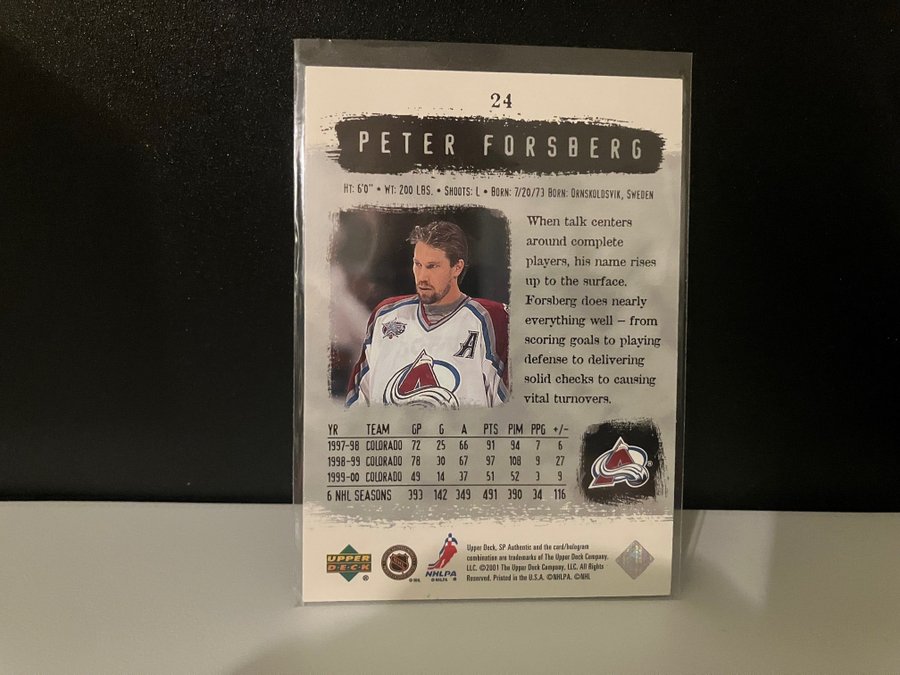 24
PETER FORSBERG
HT: 6'0" • WT: 200 LBS. • SHOOTS: L • BORN: 7/20/73 BORN: ORNSKOLDSVIK, SWEDEN
When talk centers
around complete
players, his name rises
up to the surface.
Forsberg does nearly
everything well – from
scoring goals to playing
defense to delivering
solid checks to causing
vital turnovers.
A
YR TEAM GP G A PTS PIM PPG +/-
1997-98 COLORADO 72 25 66 91 94 7 6
1998-99 COLORADO 78 30 67 97 108 9 27
1999-00 COLORADO 49 14 37 51 52 3 9
6 NHL SEASONS 393 142 349 491 390 34 116
UPPER
DECK
NHLPA
Upper Deck, SP Authentic and the card/hologram
combination are trademarks of The Upper Deck Company,
LLC. ©2001 The Upper Deck Company, LLC. All Rights
Reserved. Printed in the U.S.A. ©NHLPA. ©NHL